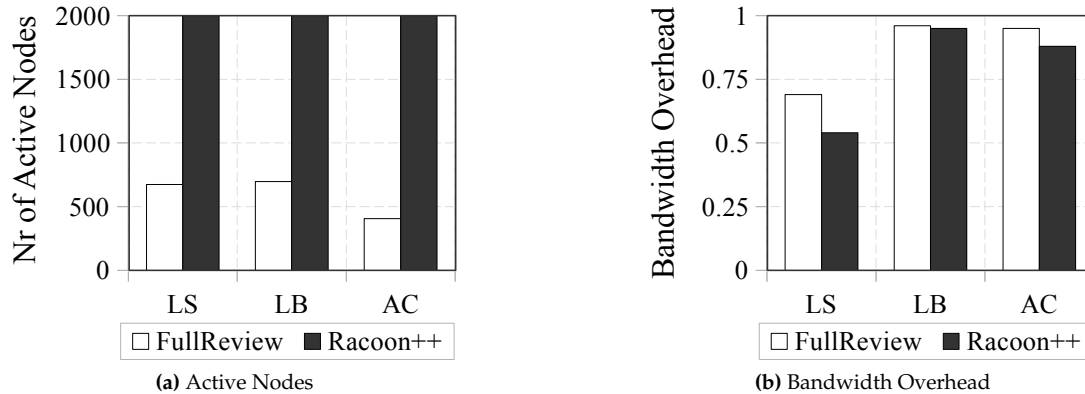 Nr of Active Nodes
2000
1500
1000
500
0
LS LB AC
FullReview Racoon++
(a) Active Nodes
Bandwidth Overhead
1
0.75
0.5
0.25
0
LS LB AC
FullReview Racoon++
(b) Bandwidth Overhead